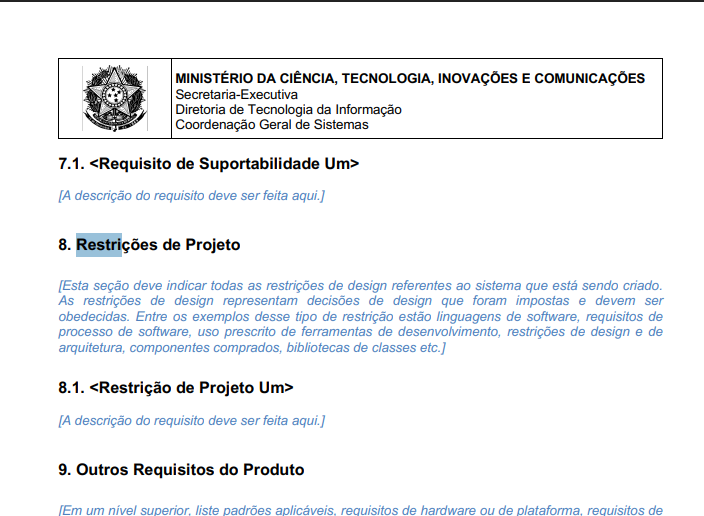 MINISTÉRIO DA CIÊNCIA, TECNOLOGIA, INOVAÇÕES E COMUNICAÇÕES
Secretaria-Executiva
Diretoria de Tecnologia da Informação
Coordenação Geral de Sistemas
7.1. <Requisito de Suportabilidade Um>
[A descrição do requisito deve ser feita aqui.]
8. Restrições de Projeto
[Esta seção deve indicar todas as restrições de design referentes ao sistema que está sendo criado.
As restrições de design representam decisões de design que foram impostas e devem ser
obedecidas. Entre os exemplos desse tipo de restrição estão linguagens de software, requisitos de
processo de software, uso prescrito de ferramentas de desenvolvimento, restrições de design e de
arquitetura, componentes comprados, bibliotecas de classes etc.]
8.1. <Restrição de Projeto Um>
[A descrição do requisito deve ser feita aqui.]
9. Outros Requisitos do Produto
[Em um nível superior, liste padrões aplicáveis, requisitos de hardware ou de plataforma, requisitos de